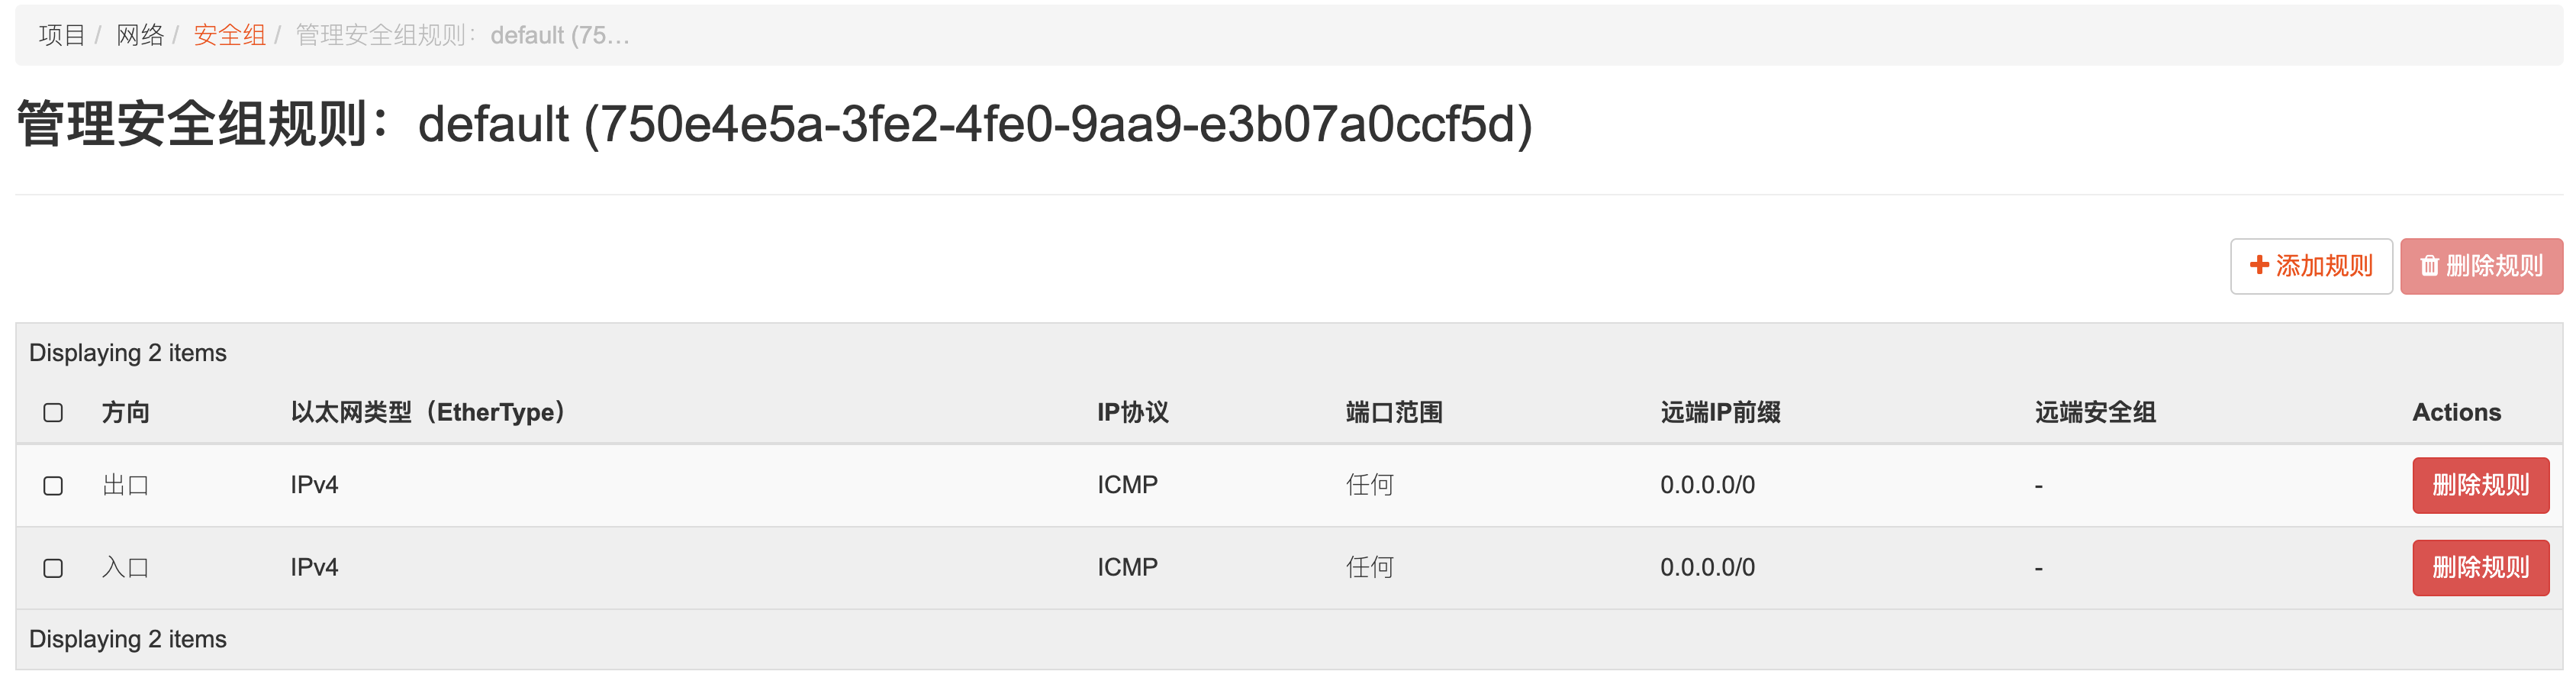 项目 / 网络 / 安全组 / 管理安全组规则：default (75…
管理安全组规则：default (750e4e5a-3fe2-4fe0-9aa9-e3b07a0ccf5d)
添加规则 删除规则
Displaying 2 items
方向 以太网类型（EtherType） IP协议 端口范围 远端IP前缀 远端安全组 Actions
出口 IPv4 ICMP 任何 0.0.0.0/0 - 删除规则
入口 IPv4 ICMP 任何 0.0.0.0/0 - 删除规则
Displaying 2 items